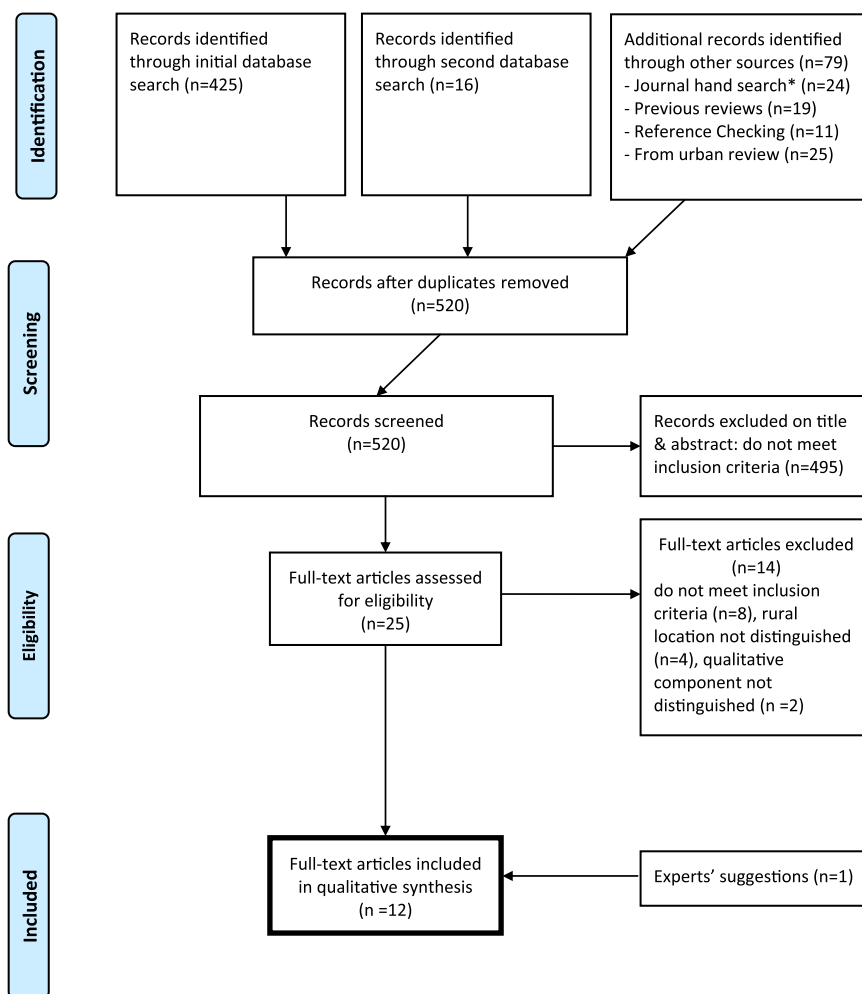 Identification
Records identified
through initial database
search (n=425)
Records identified
through second database
search (n=16)
Additional records identified
through other sources (n=79)
- Journal hand search* (n=24)
- Previous reviews (n=19)
- Reference Checking (n=11)
- From urban review (n=25)
Screening
Records after duplicates removed
(n=520)
Records screened
(n=520)
Records excluded on title
& abstract: do not meet
inclusion criteria (n=495)
Eligibility
Full-text articles assessed
for eligibility
(n=25)
Full-text articles excluded
(n=14)
do not meet inclusion
criteria (n=8), rural
location not distinguished
(n=4), qualitative
component not
distinguished (n =2)
Included
Full-text articles included
in qualitative synthesis
(n =12)
Experts’ suggestions (n=1)